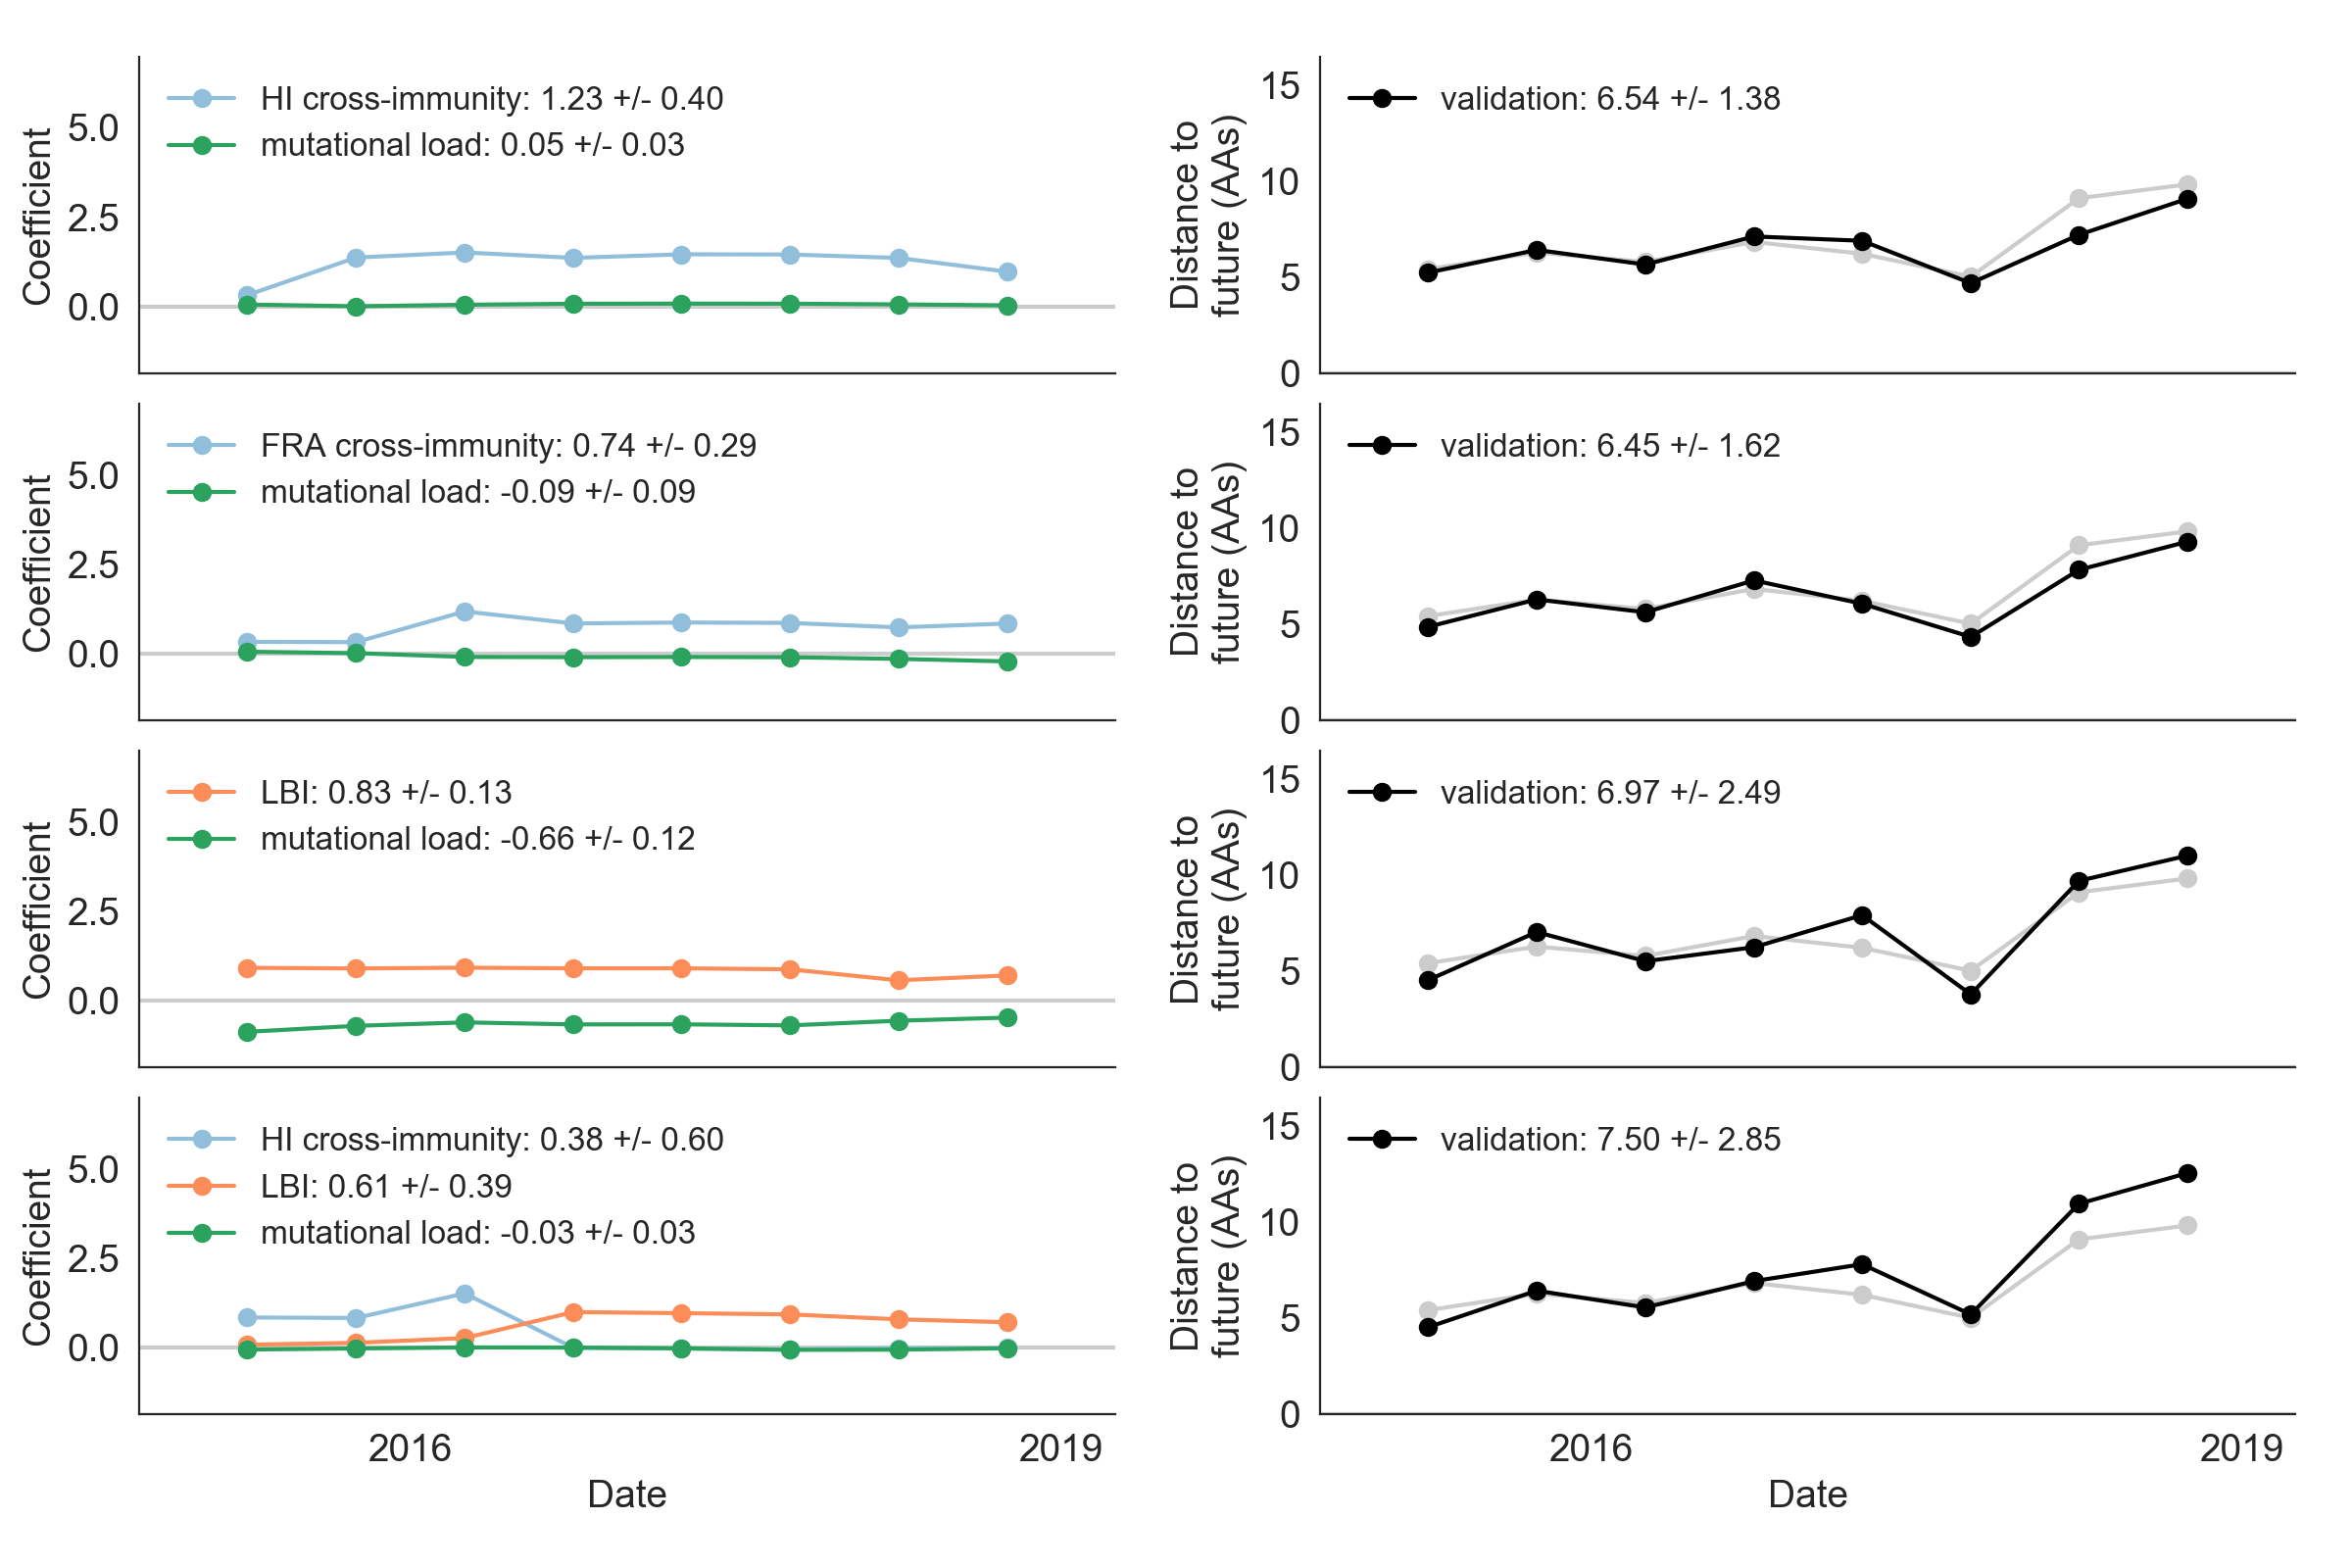 HI cross-immunity: 1.23 +/- 0.40
mutational load: 0.05 +/- 0.03
5.0
2.5
0.0
Coefficient
validation: 6.54 +/- 1.38
15
10
5
0
Distance to
future (AAs)
FRA cross-immunity: 0.74 +/- 0.29
mutational load: -0.09 +/- 0.09
5.0
2.5
0.0
Coefficient
validation: 6.45 +/- 1.62
15
10
5
0
Distance to
future (AAs)
LBI: 0.83 +/- 0.13
mutational load: -0.66 +/- 0.12
5.0
2.5
0.0
Coefficient
validation: 6.97 +/- 2.49
15
10
5
0
Distance to
future (AAs)
HI cross-immunity: 0.38 +/- 0.60
LBI: 0.61 +/- 0.39
mutational load: -0.03 +/- 0.03
5.0
2.5
0.0
Coefficient
2016 2019
Date
validation: 7.50 +/- 2.85
15
10
5
0
Distance to
future (AAs)
2016 2019
Date